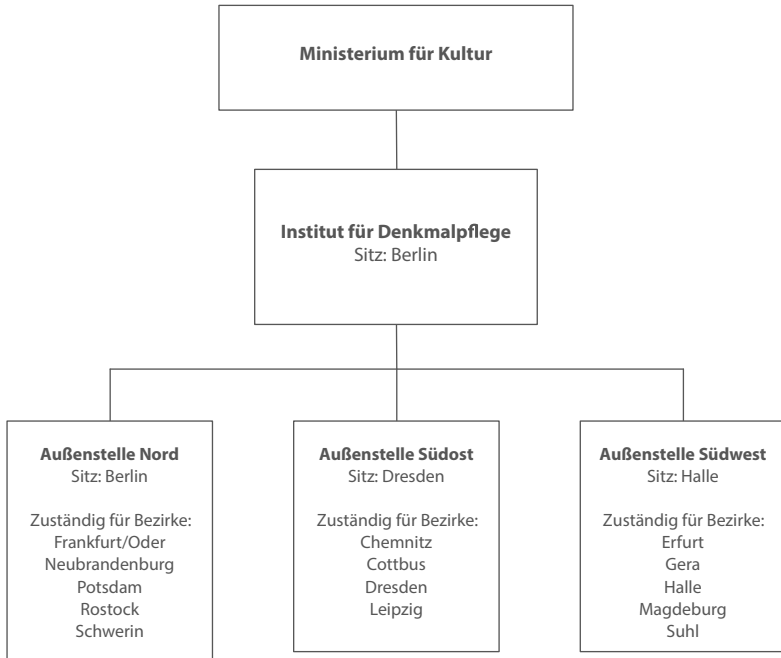 Ministerium für Kultur
Institut für Denkmalpflege
Sitz: Berlin
Außenstelle Nord
Sitz: Berlin
Zuständig für Bezirke:
Frankfurt/Oder
Neubrandenburg
Potsdam
Rostock
Schwerin
Außenstelle Südost
Sitz: Dresden
Zuständig für Bezirke:
Chemnitz
Cottbus
Dresden
Leipzig
Außenstelle Südwest
Sitz: Halle
Zuständig für Bezirke:
Erfurt
Gera
Halle
Magdeburg
Suhl